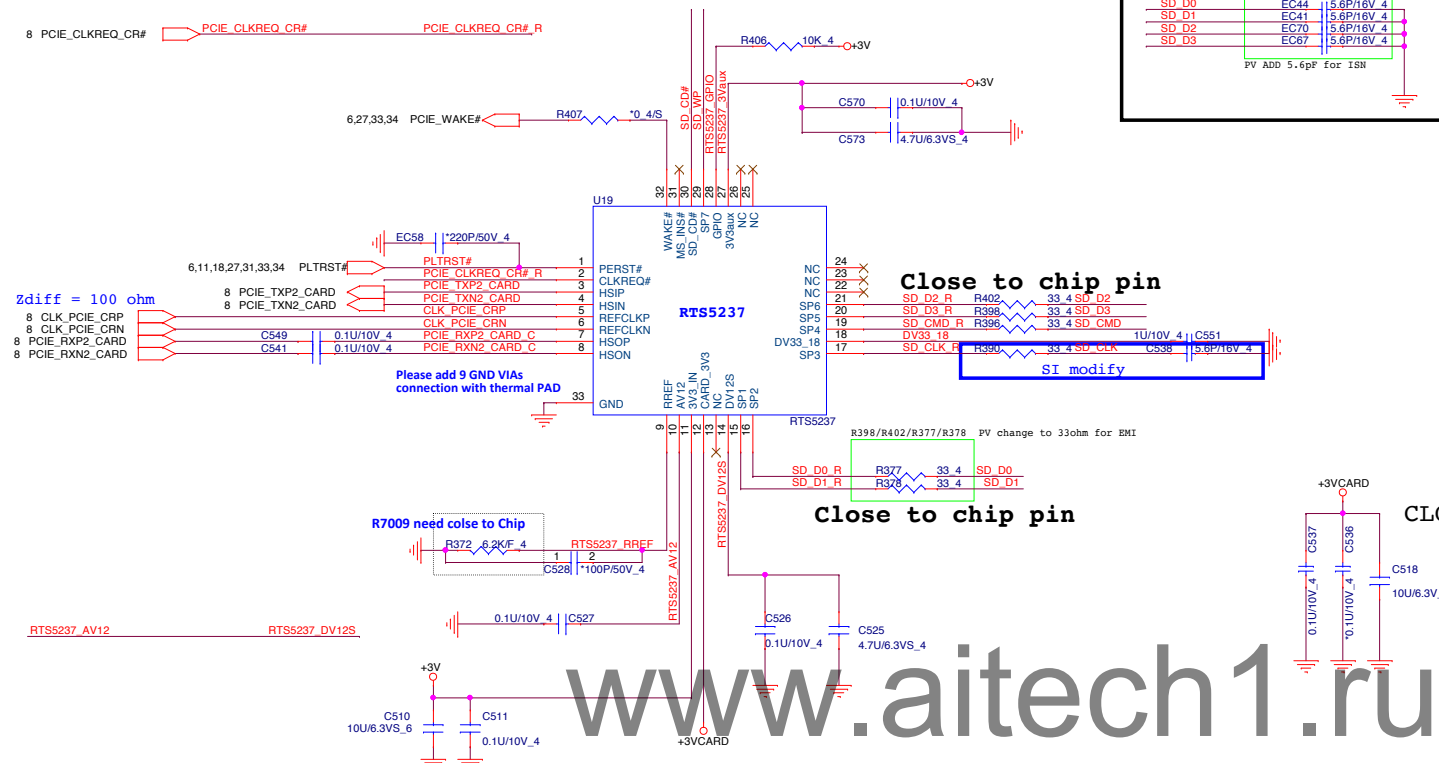 8 PCIE_CLKREQ_CR#
PCIE_CLKREQ_CR#
PCIE_CLKREQ_CR#_R
R406
10K_4
+3V
SD_D0
EC44
5.6P/16V_4
SD_D1
EC41
5.6P/16V_4
SD_D2
EC70
5.6P/16V_4
SD_D3
EC67
5.6P/16V_4
PV ADD 5.6pF for ISN
+3V
C570
0.1U/10V_4
C573
4.7U/6.3VS_4
6,27,33,34 PCIE_WAKE#
R407
*0_4/S
SD_CD#
SD_WP
RTS5237_GPIO
RTS5237_3Vaux
32
31
30
29
28
27
26
25
U19
WAKE#
MS_INS#
SD_CD#
SP7
GPIO
3V3aux
NC
NC
EC58
*220P/50V_4
6,11,18,27,31,33,34 PLTRST#
PLTRST#
1
PERST#
PCIE_CLKREQ_CR#_R
2
CLKREQ#
8 PCIE_TXP2_CARD
PCIE_TXP2_CARD
3
HSIP
8 PCIE_TXN2_CARD
PCIE_TXN2_CARD
4
HSIN
Zdiff = 100 ohm
8 CLK_PCIE_CRP
CLK_PCIE_CRP
5
REFCLKP
8 CLK_PCIE_CRN
CLK_PCIE_CRN
6
REFCLKN
8 PCIE_RXP2_CARD
C549
0.1U/10V_4
PCIE_RXP2_CARD_C
7
HSOP
8 PCIE_RXN2_CARD
C541
0.1U/10V_4
PCIE_RXN2_CARD_C
8
HSON
RTS5237
NC
24
NC
23
NC
22
Close to chip pin
SP6
21
SD_D2_R
R402
33_4
SD_D2
SP5
20
SD_D3_R
R398
33_4
SD_D3
SP4
19
SD_CMD_R
R396
33_4
SD_CMD
DV33_18
18
1U/10V_4
C551
SP3
17
SD_CLK_R
R390
33_4
SD_CLK
C538
5.6P/16V_4
SI modify
Please add 9 GND VIAs
connection with thermal PAD
33
GND
RREF
AV12
3V3_IN
CARD_3V3
NC
DV12S
SP1
SP2
RTS5237
9
10
11
12
13
14
15
16
R398/R402/R377/R378 PV change to 33ohm for EMI
SD_D0_R
R377
33_4
SD_D0
SD_D1_R
R378
33_4
SD_D1
Close to chip pin
RTS5237_DV12S
R7009 need colse to Chip
R372
6.2K/F_4
RTS5237_RREF
1
2
C528
*100P/50V_4
RTS5237_AV12
0.1U/10V_4
C527
RTS5237_AV12
RTS5237_DV12S
C526
0.1U/10V_4
C525
4.7U/6.3VS_4
+3VCARD
C537
0.1U/10V_4
C536
*0.1U/10V_4
C518
10U/6.3V
+3V
C510
10U/6.3VS_6
C511
0.1U/10V_4
+3VCARD
www.aitech1.ru